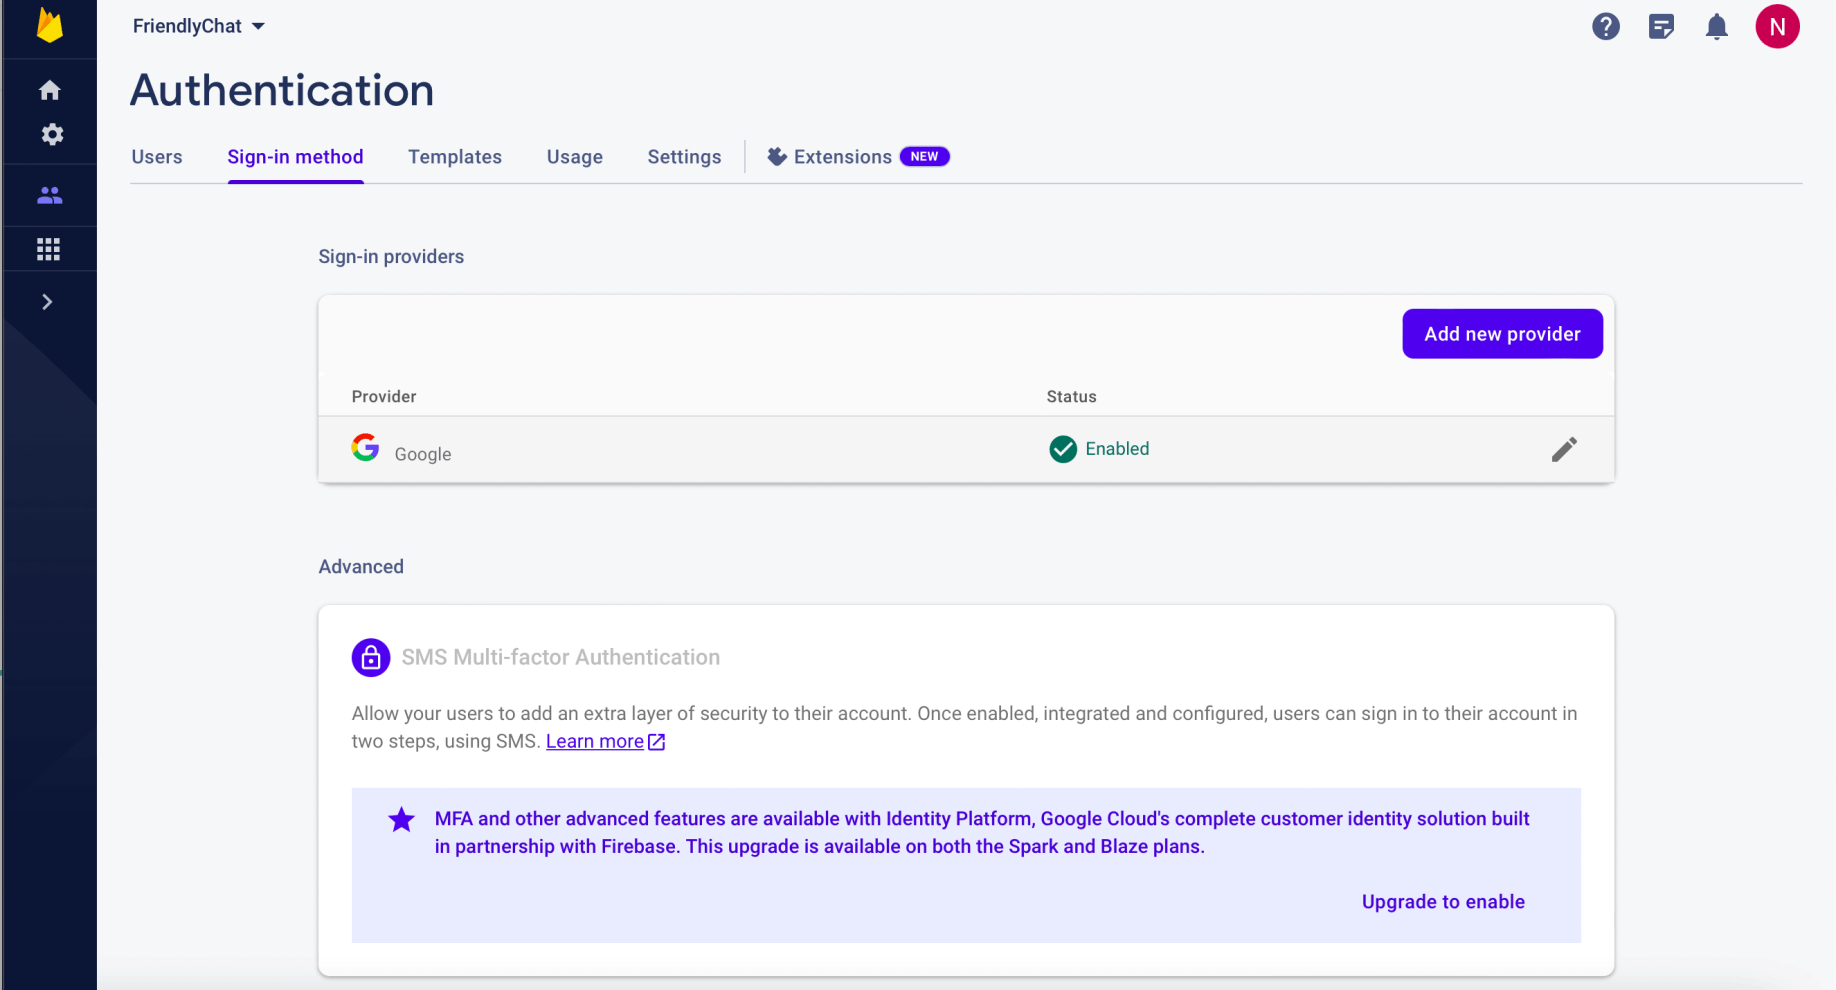 FriendlyChat
N
Authentication
Users Sign-in method Templates Usage Settings Extensions NEW
Sign-in providers
Add new provider
Provider Status
Google Enabled
Advanced
SMS Multi-factor Authentication
Allow your users to add an extra layer of security to their account. Once enabled, integrated and configured, users can sign in to their account in
two steps, using SMS. Learn more
MFA and other advanced features are available with Identity Platform, Google Cloud's complete customer identity solution built
in partnership with Firebase. This upgrade is available on both the Spark and Blaze plans.
Upgrade to enable